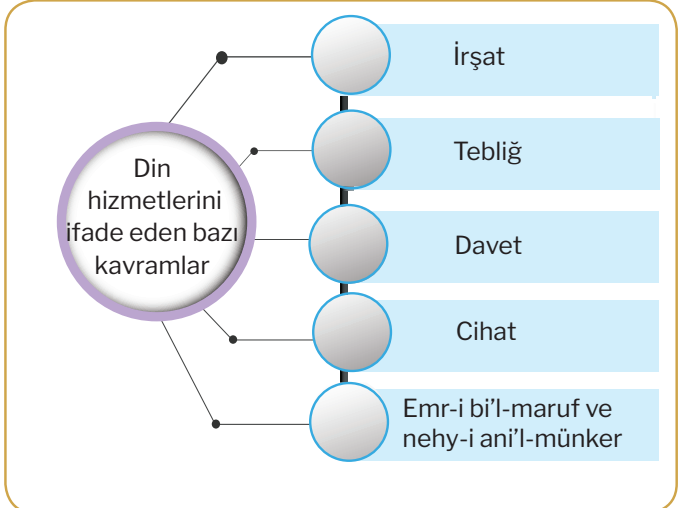 Din
hizmetlerini
ifade eden bazı
kavramlar
İrşat
Tebliğ
Davet
Cihat
Emr-i bi’l-maruf ve
nehy-i ani’l-münker